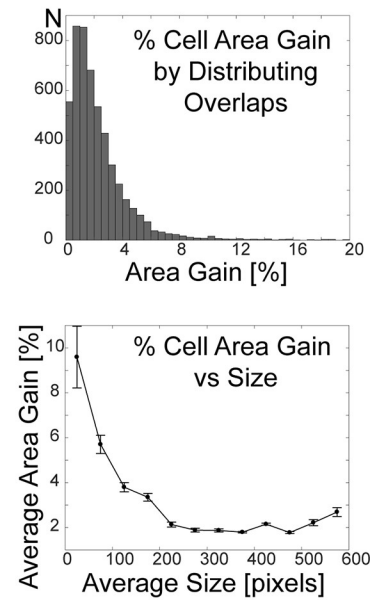 N
% Cell Area Gain
by Distributing
Overlaps
800
600
400
200
0
0 4 8 12 16 20
Area Gain [%]
% Cell Area Gain
vs Size
Average Area Gain [%]
10
8
6
4
2
0 100 200 300 400 500 600
Average Size [pixels]